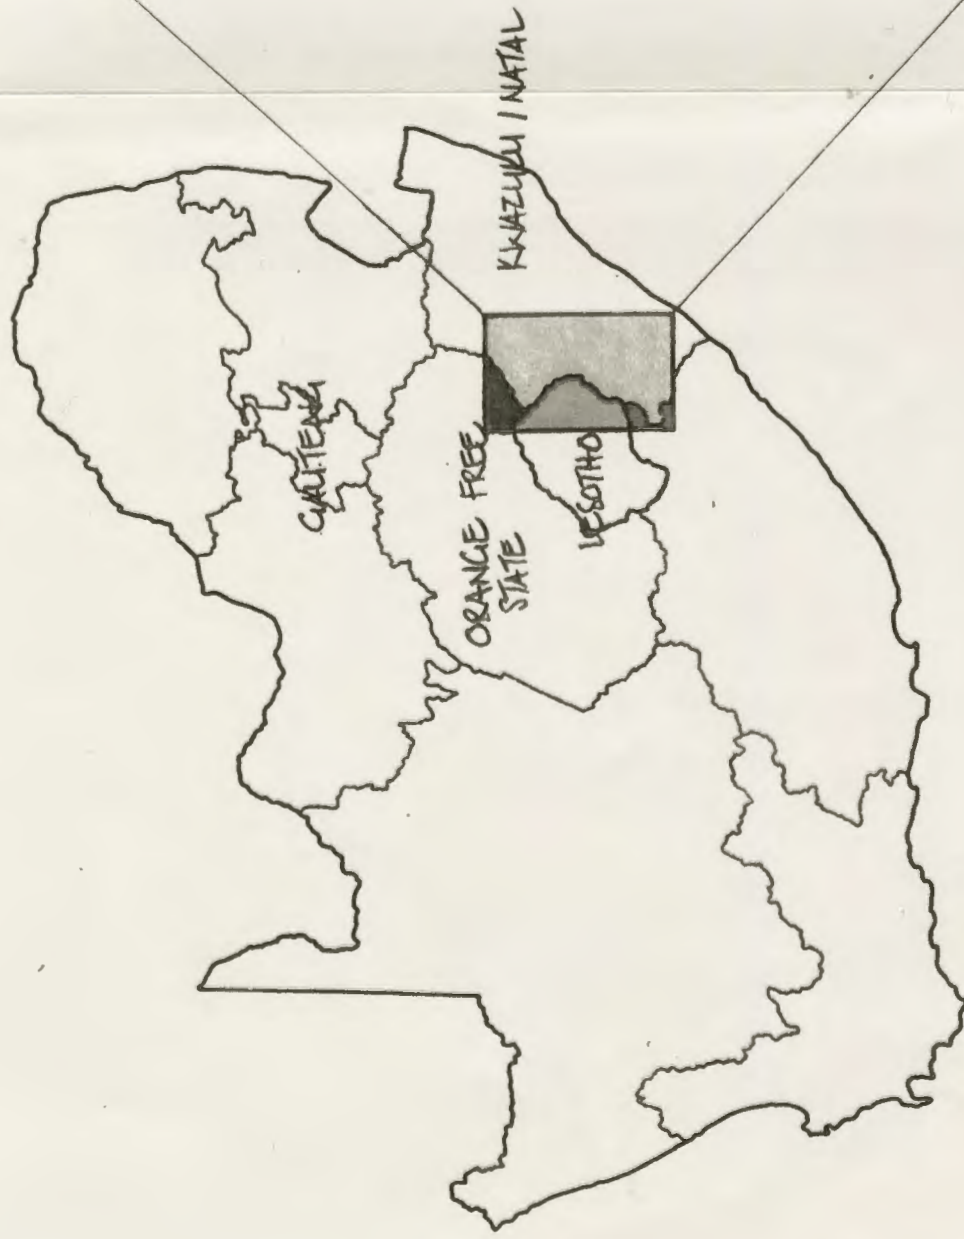 GAUTENG
ORANGE FREE
STATE
KWAZULU / NATAL
LESOTHO